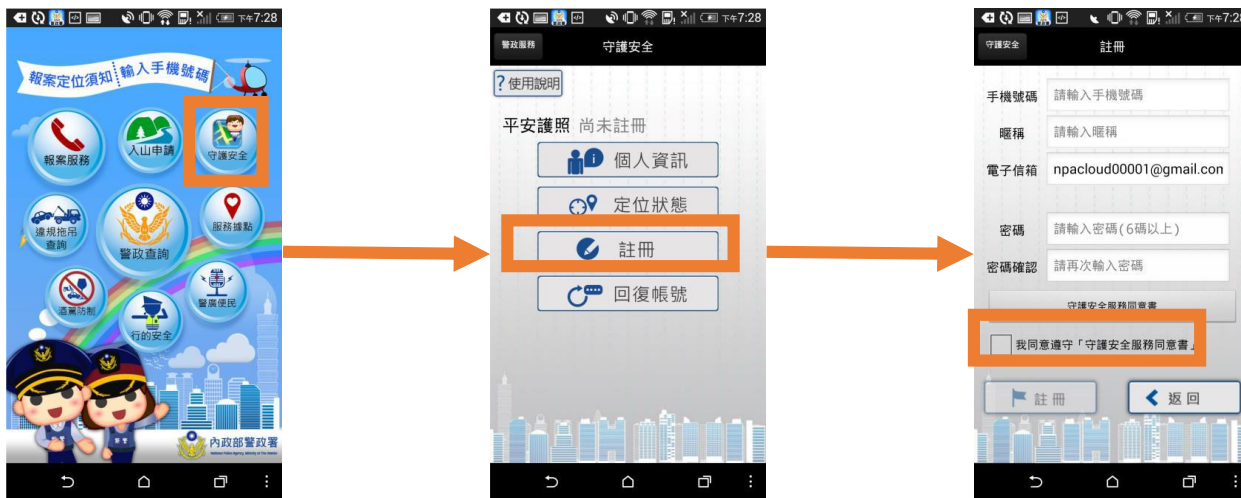 下午7:28
報案定位須知 輸入手機號碼
報案服務
入山申請
守護安全
違規拖吊
查詢
警政查詢
服務據點
酒駕防制
行的安全
警廣便民
內政部警政署
下午7:28
警政服務 守護安全
?使用說明
平安護照 尚未註冊
個人資訊
定位狀態
註冊
回復帳號
下午7:28
守護安全 註冊
手機號碼 請輸入手機號碼
暱稱 請輸入暱稱
電子信箱 npacloud00001@gmail.con
密碼 請輸入密碼(6碼以上)
密碼確認 請再次輸入密碼
守護安全服務同意書
我同意遵守「守護安全服務同意書」
註冊 返回